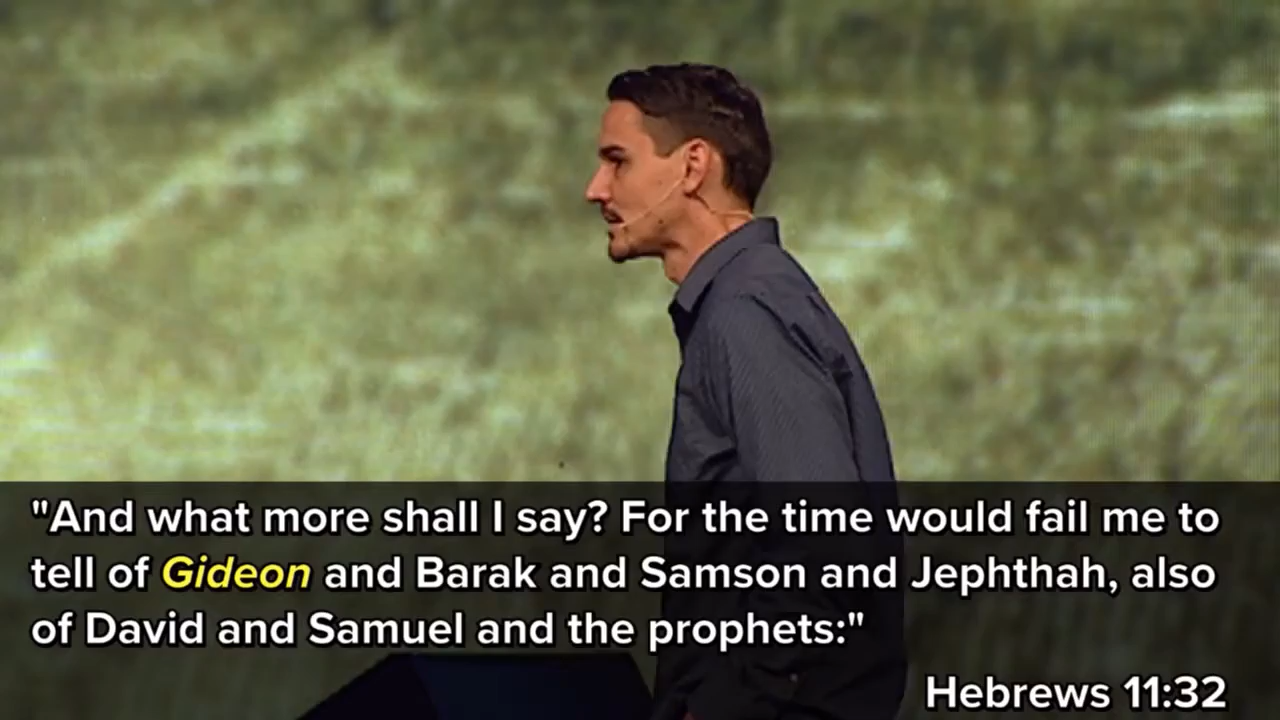 "And what more shall I say? For the time would fail me to
tell of Gideon and Barak and Samson and Jephthah, also
of David and Samuel and the prophets:"
Hebrews 11:32